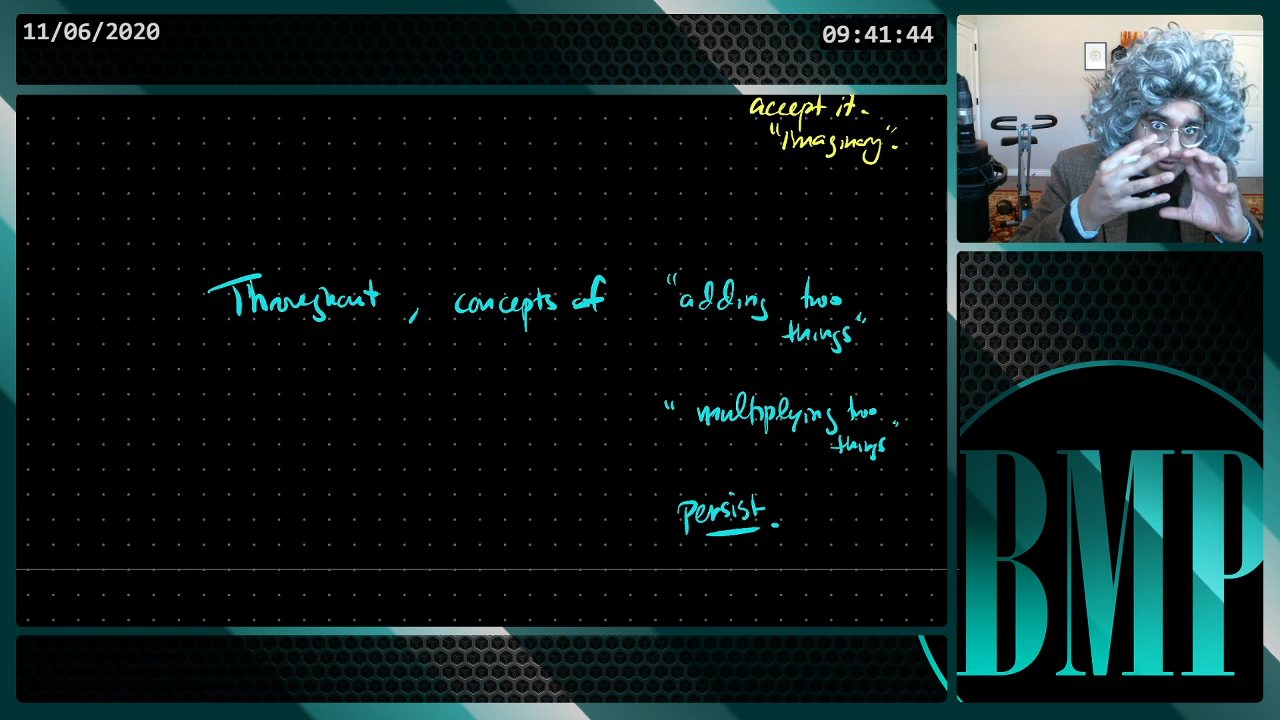 11/06/2020
09:41:44
accept it.
"Imaginary".
Throughout, concepts of "adding two
things"
"multiplying two
things"
persist.
BMP